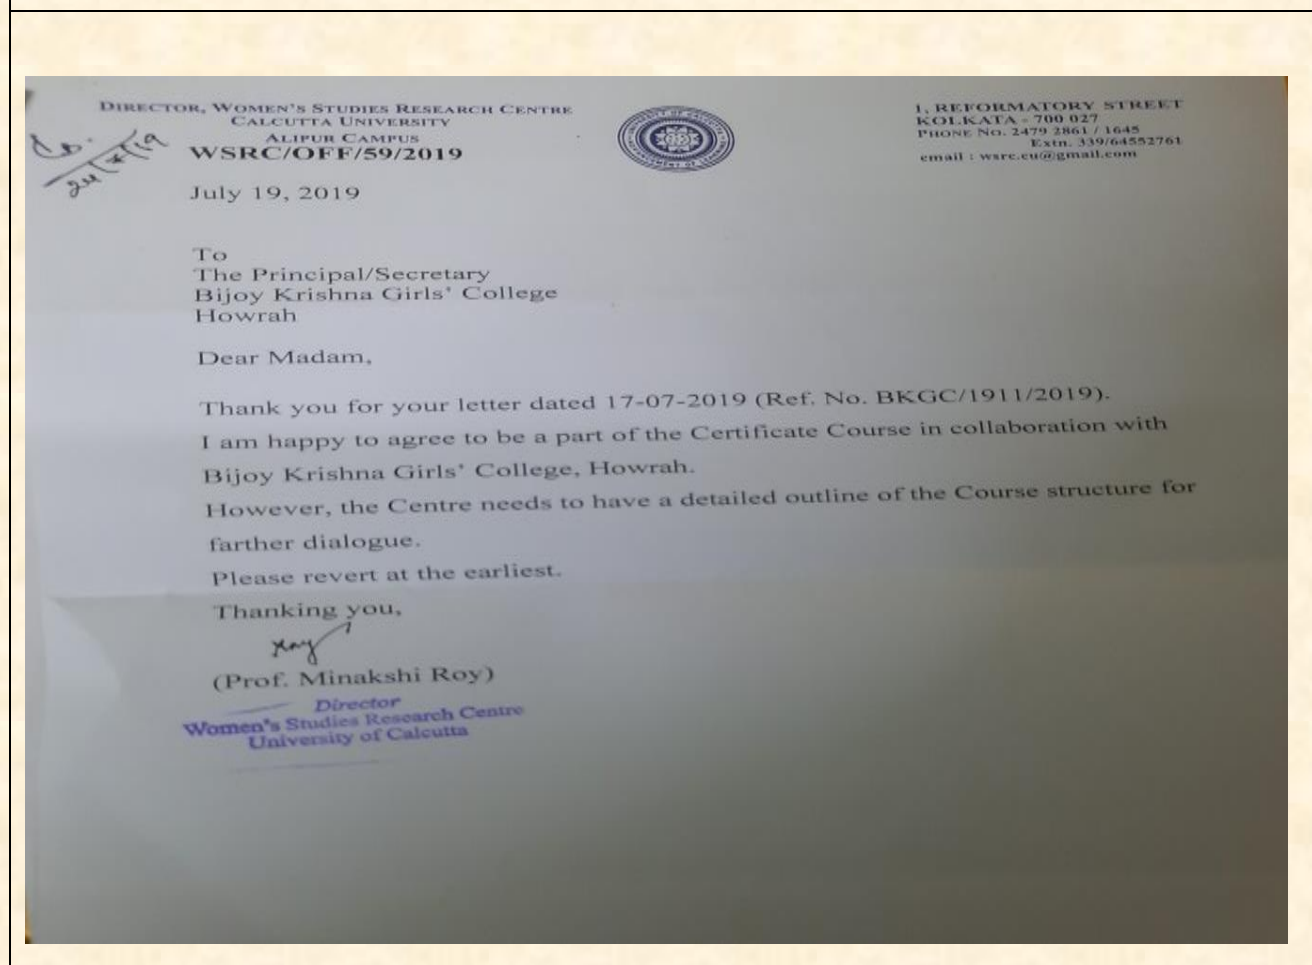 DIRECTOR, WOMEN'S STUDIES RESEARCH CENTRE
CALCUTTA UNIVERSITY
ALIPUR CAMPUS
WSRC/OFF/59/2019
1, REFORMATORY STREET
KOLKATA - 700 027
PHONE NO. 2479 2861 / 1645
Extn. 339/64552761
email : wsrc.cu@gmail.com
24/7/19
July 19, 2019
To
The Principal/Secretary
Bijoy Krishna Girls' College
Howrah
Dear Madam,
Thank you for your letter dated 17-07-2019 (Ref. No. BKGC/1911/2019).
I am happy to agree to be a part of the Certificate Course in collaboration with
Bijoy Krishna Girls' College, Howrah.
However, the Centre needs to have a detailed outline of the Course structure for
farther dialogue.
Please revert at the earliest.
Thanking you,
(Prof. Minakshi Roy)
Director
Women's Studies Research Centre
University of Calcutta